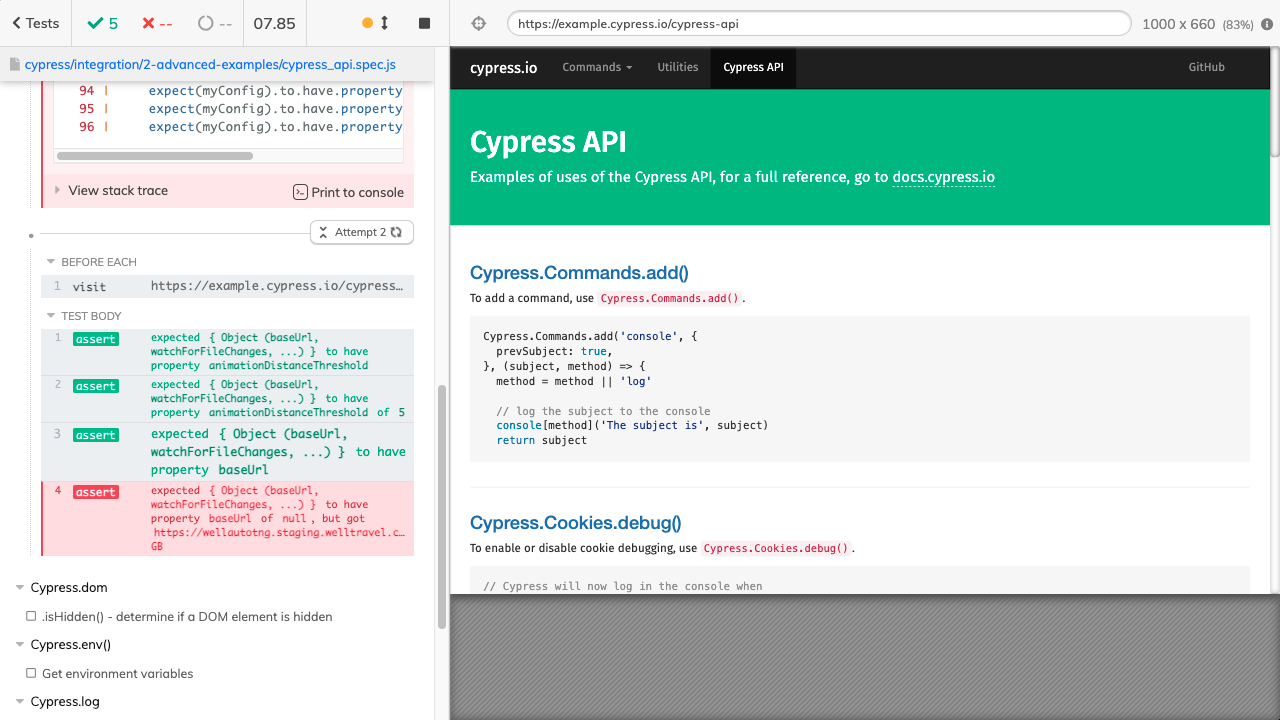 Tests
5
--
--
07.85
https://example.cypress.io/cypress-api
1000 x 660 (83%)
cypress/integration/2-advanced-examples/cypress_api.spec.js
94 | expect(myConfig).to.have.property
95 | expect(myConfig).to.have.property
96 | expect(myConfig).to.have.property
View stack trace
Print to console
Attempt 2
BEFORE EACH
1 visit https://example.cypress.io/cypress…
TEST BODY
1 assert expected { Object (baseUrl,
watchForFileChanges, ...) } to have
property animationDistanceThreshold
2 assert expected { Object (baseUrl,
watchForFileChanges, ...) } to have
property animationDistanceThreshold of 5
3 assert expected { Object (baseUrl,
watchForFileChanges, ...) } to have
property baseUrl
4 assert expected { Object (baseUrl,
watchForFileChanges, ...) } to have
property baseUrl of null, but got
https://wellautotng.staging.welltravel.c…
GB
Cypress.dom
.isHidden() - determine if a DOM element is hidden
Cypress.env()
Get environment variables
Cypress.log
cypress.io
Commands
Utilities
Cypress API
GitHub
Cypress API
Examples of uses of the Cypress API, for a full reference, go to docs.cypress.io
Cypress.Commands.add()
To add a command, use Cypress.Commands.add().
Cypress.Commands.add('console', {
prevSubject: true,
}, (subject, method) => {
method = method || 'log'
// log the subject to the console
console[method]('The subject is', subject)
return subject
Cypress.Cookies.debug()
To enable or disable cookie debugging, use Cypress.Cookies.debug().
// Cypress will now log in the console when